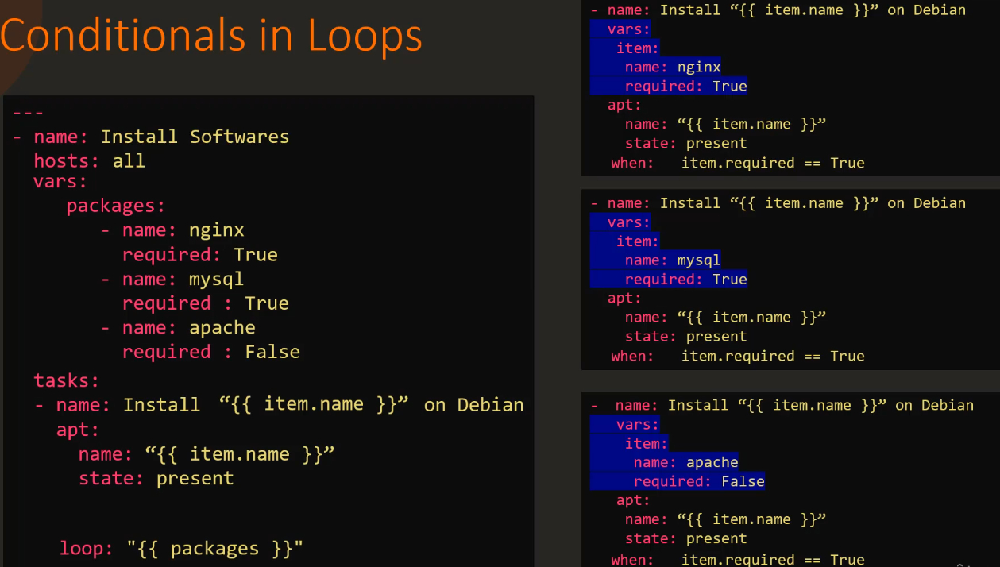 Conditionals in Loops
---
- name: Install Softwares
hosts: all
vars:
packages:
- name: nginx
required: True
- name: mysql
required : True
- name: apache
required : False
tasks:
- name: Install “{{ item.name }}” on Debian
apt:
name: “{{ item.name }}”
state: present
loop: "{{ packages }}"
- name: Install “{{ item.name }}” on Debian
vars:
item:
name: nginx
required: True
apt:
name: “{{ item.name }}”
state: present
when: item.required == True
- name: Install “{{ item.name }}” on Debian
vars:
item:
name: mysql
required: True
apt:
name: “{{ item.name }}”
state: present
when: item.required == True
- name: Install “{{ item.name }}” on Debian
vars:
item:
name: apache
required: False
apt:
name: “{{ item.name }}”
state: present
when: item.required == True